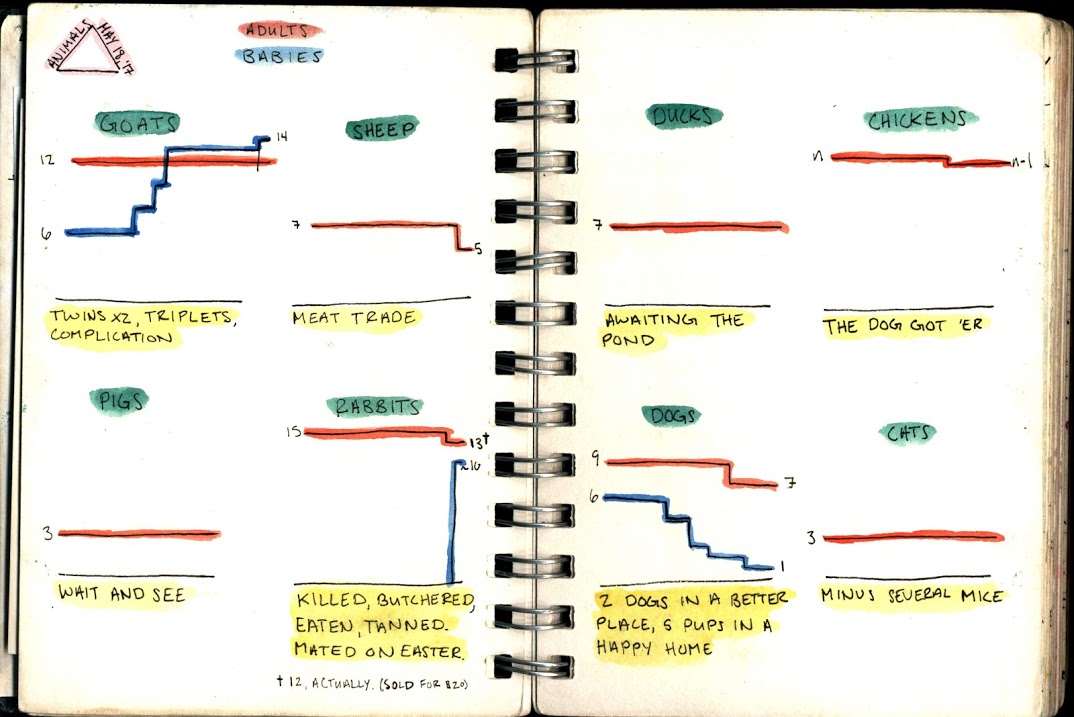 ANIMALS
MAY 18, '17
ADULTS
BABIES
GOATS
12
6
14
TWINS X2, TRIPLETS,
COMPLICATION
SHEEP
7
5
MEAT TRADE
PIGS
3
WAIT AND SEE
RABBITS
15
13†
≥10
KILLED, BUTCHERED,
EATEN, TANNED.
MATED ON EASTER.
† 12, ACTUALLY. (SOLD FOR $20)
DUCKS
7
AWAITING THE
POND
CHICKENS
n
n-1
THE DOG GOT 'ER
DOGS
9
7
6
1
2 DOGS IN A BETTER
PLACE, 5 PUPS IN A
HAPPY HOME
CATS
3
MINUS SEVERAL MICE